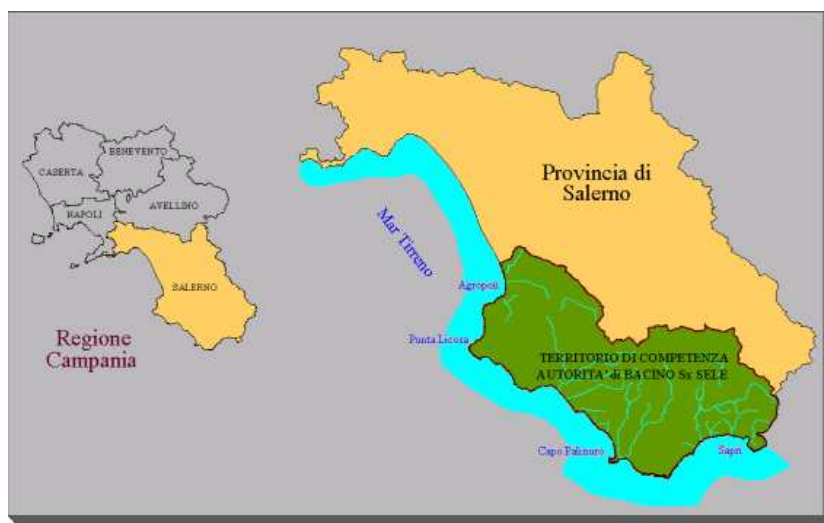 BENEVENTO
CASERTA
NAPOLI
AVELLINO
SALERNO
Regione
Campania
Provincia di
Salerno
Mar Tirreno
Agropoli
Punta Licosa
TERRITORIO DI COMPETENZA
AUTORITA' di BACINO Sx SELE
Capo Palinuro
Sapri